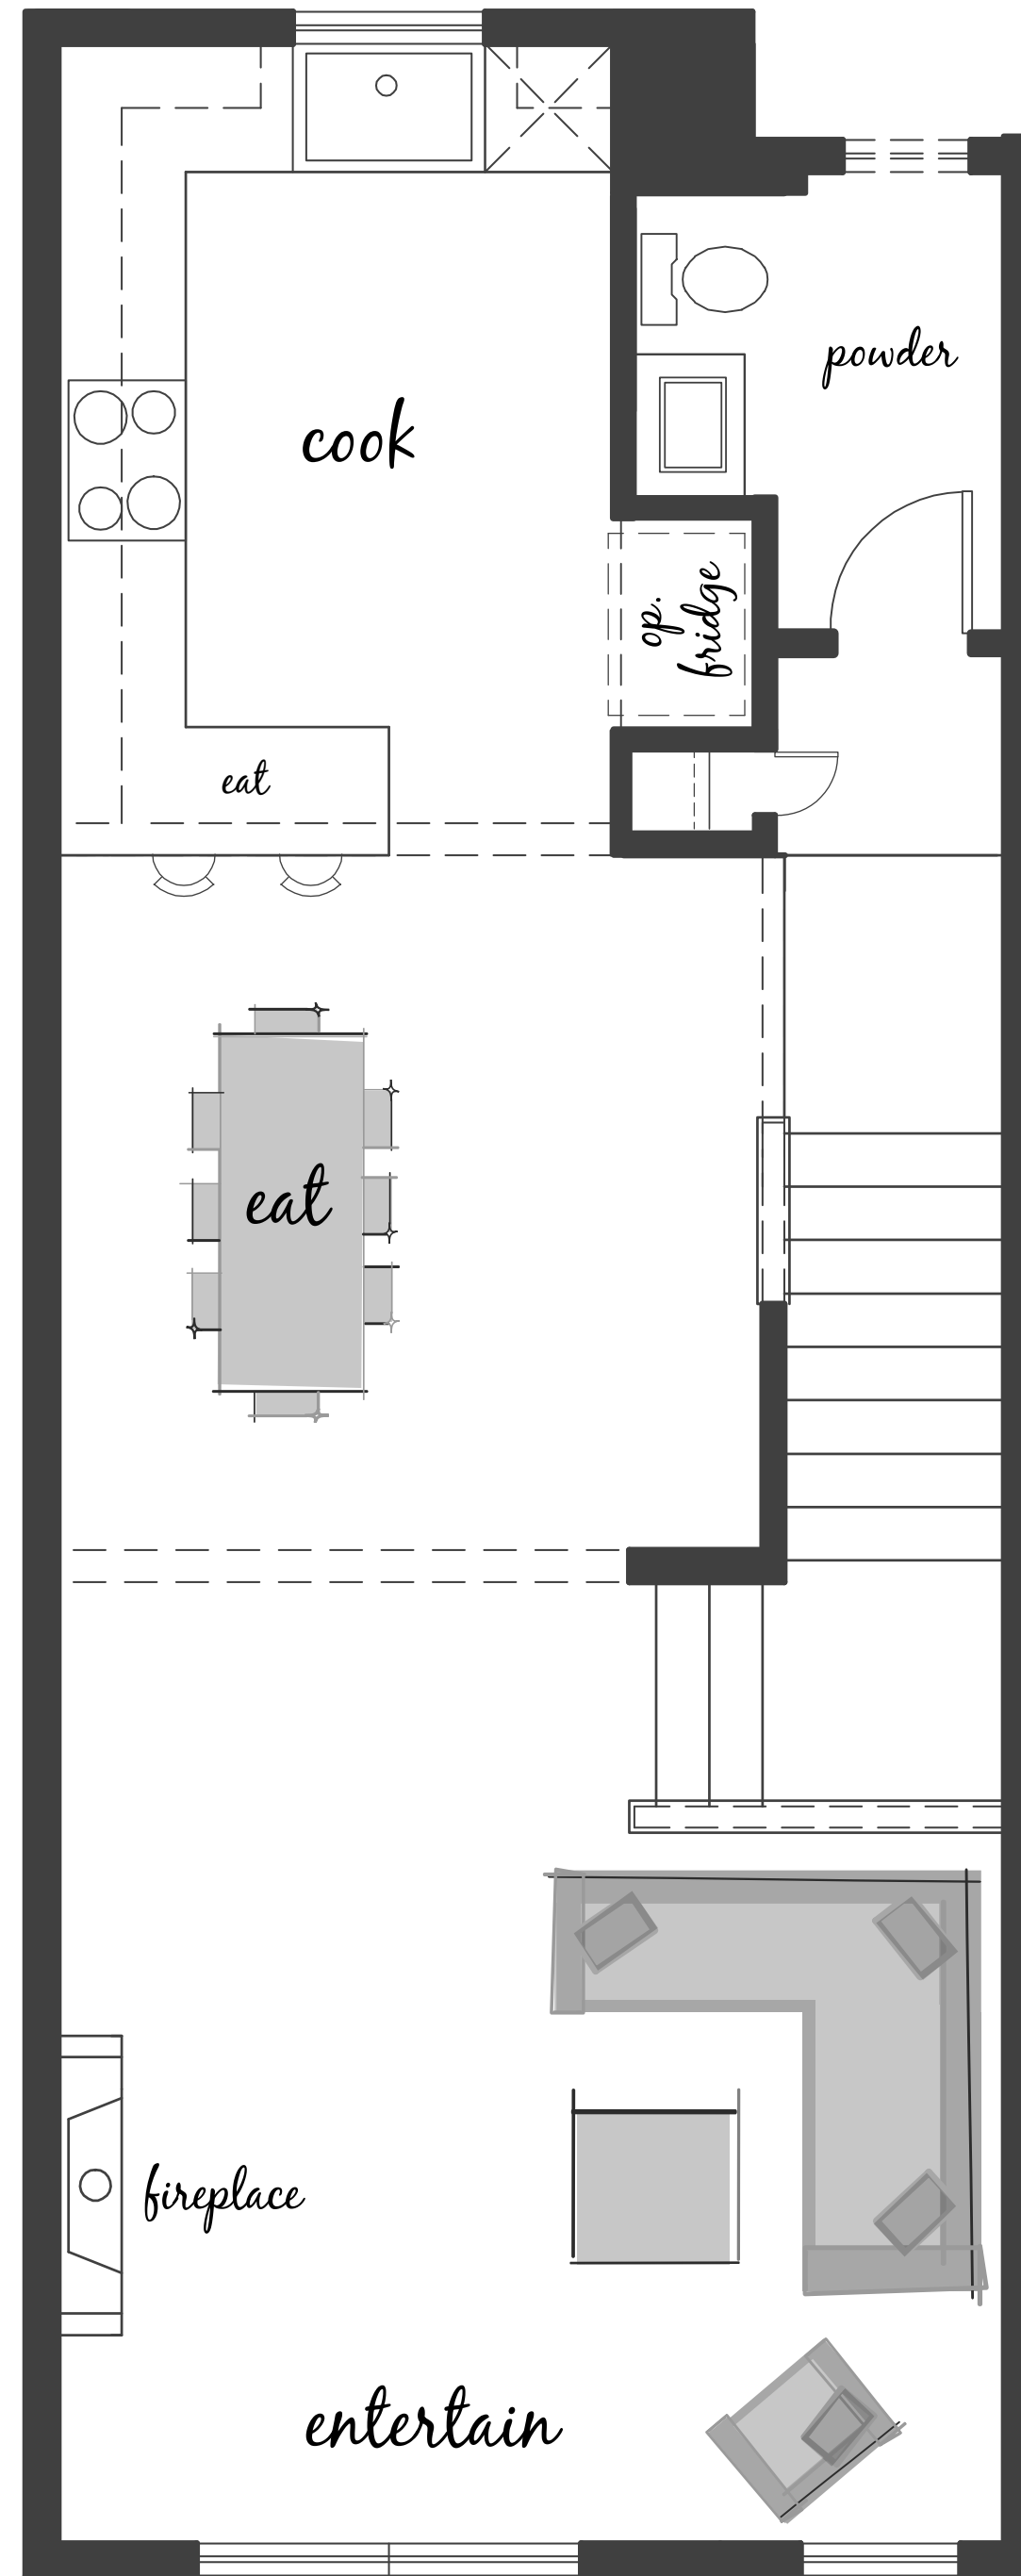 powder
cook
op.
fridge
eat
eat
fireplace
entertain